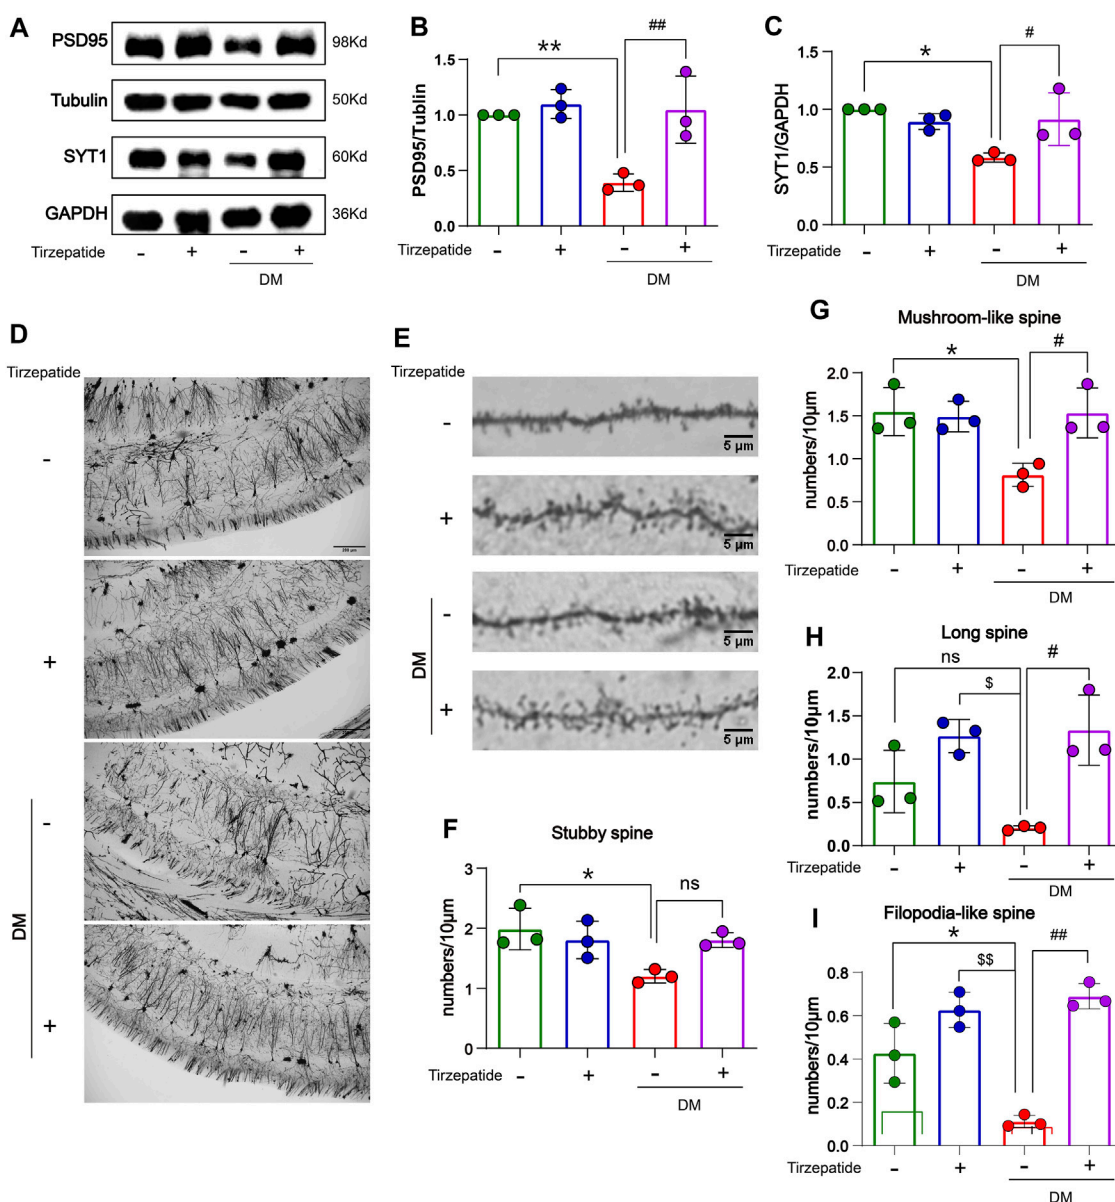 A
PSD95
98Kd
Tubulin
50Kd
SYT1
60Kd
GAPDH
36Kd
Tirzepatide - + - +
DM
B
** ##
PSD95/Tublin
1.5
1.0
0.5
0.0
Tirzepatide - + - +
DM
C
* #
SYT1/GAPDH
1.5
1.0
0.5
0.0
Tirzepatide - + - +
DM
D
Tirzepatide
-
200 µm
+
DM
-
+
E
Tirzepatide
-
5 µm
+
5 µm
DM
-
5 µm
+
5 µm
F
Stubby spine
* ns
numbers/10µm
3
2
1
0
Tirzepatide - + - +
DM
G
Mushroom-like spine
* #
numbers/10µm
2.0
1.5
1.0
0.5
0.0
Tirzepatide - + - +
DM
H
Long spine
ns $ #
numbers/10µm
2.0
1.5
1.0
0.5
0.0
Tirzepatide - + - +
DM
I
Filopodia-like spine
* $$ ##
numbers/10µm
0.8
0.6
0.4
0.2
0.0
Tirzepatide - + - +
DM